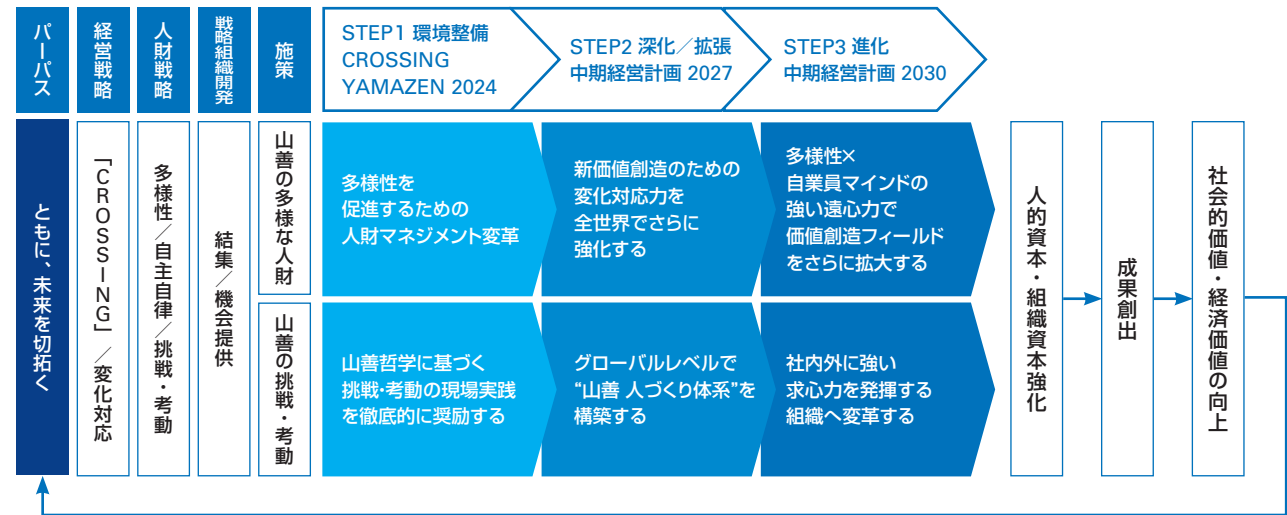 パーパス
経営戦略
人財戦略
戦略組織開発
施策
STEP1 環境整備
CROSSING
YAMAZEN 2024
STEP2 深化／拡張
中期経営計画 2027
STEP3 進化
中期経営計画 2030
ともに、未来を切拓く
「CROSSING」／変化対応
多様性／自主自律／挑戦・考動
結集／機会提供
山善の多様な人財
多様性を
促進するための
人財マネジメント変革
新価値創造のための
変化対応力を
全世界でさらに
強化する
多様性×
自業員マインドの
強い遠心力で
価値創造フィールド
をさらに拡大する
山善の挑戦・考動
山善哲学に基づく
挑戦・考動の現場実践
を徹底的に奨励する
グローバルレベルで
“山善 人づくり体系”を
構築する
社内外に強い
求心力を発揮する
組織へ変革する
人的資本・組織資本強化
成果創出
社会的価値・経済価値の向上